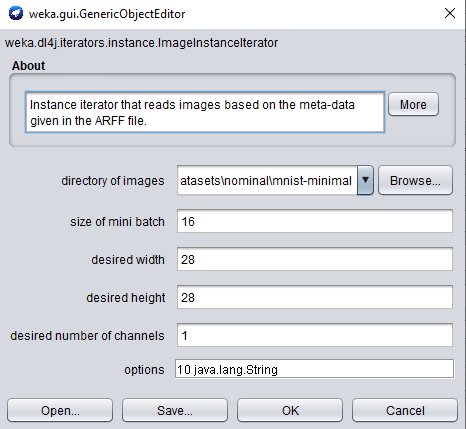 weka.gui.GenericObjectEditor
weka.dl4j.iterators.instance.ImageInstanceIterator
About
Instance iterator that reads images based on the meta-data
given in the ARFF file.
More
directory of images atasets\nominal\mnist-minimal Browse...
size of mini batch 16
desired width 28
desired height 28
desired number of channels 1
options 10 java.lang.String
Open... Save... OK Cancel